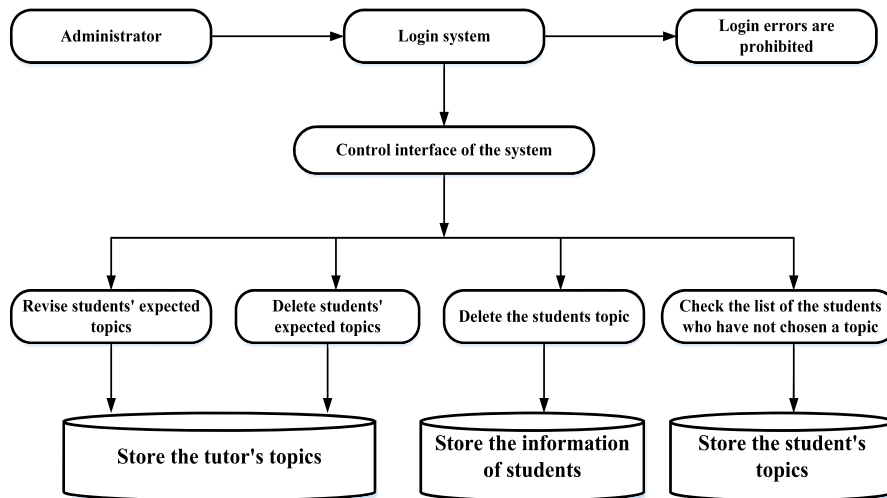 Administrator
Login system
Login errors are
prohibited
Control interface of the system
Revise students' expected
topics
Delete students'
expected topics
Delete the students topic
Check the list of the students
who have not chosen a topic
Store the tutor's topics
Store the information
of students
Store the student's
topics